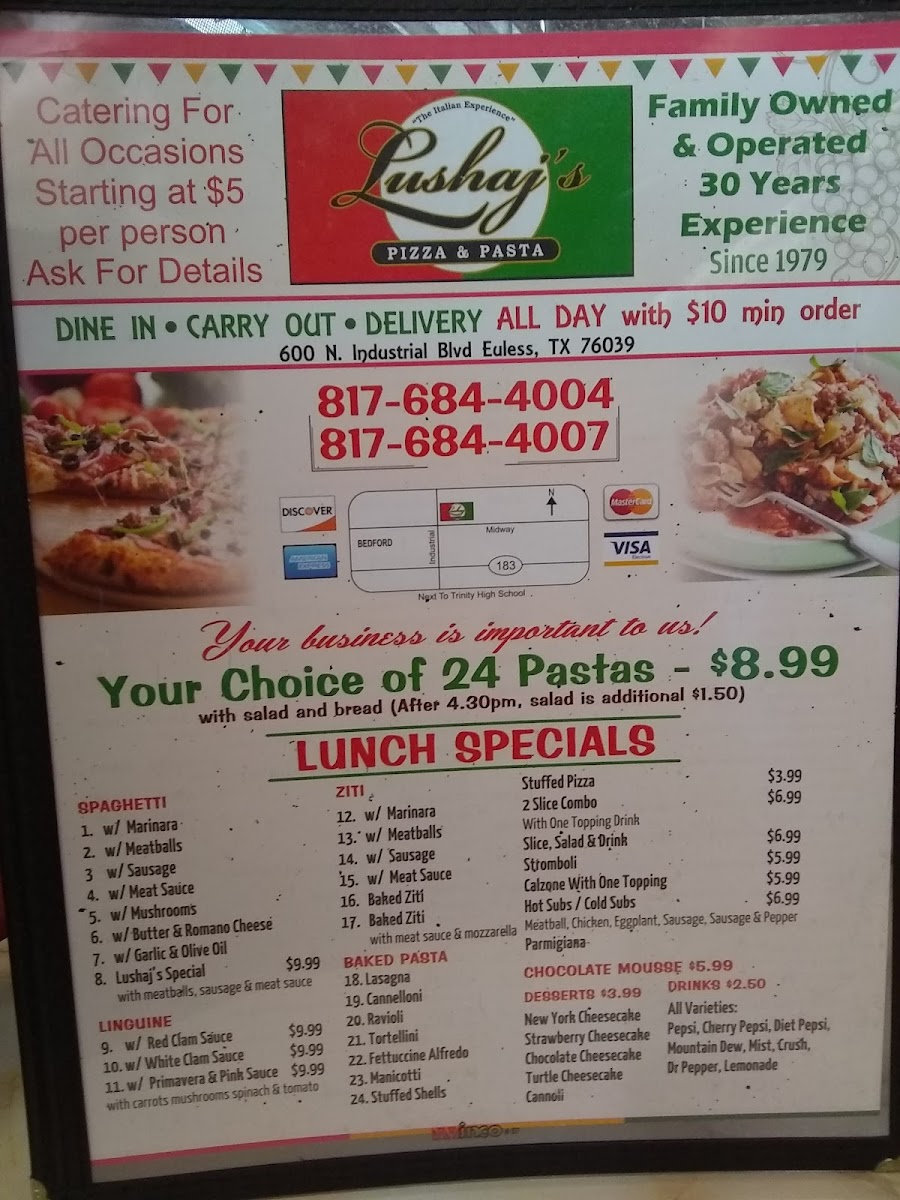 Catering For
All Occasions
Starting at $5
per person
Ask For Details
"The Italian Experience"
Lushaj's
PIZZA & PASTA
Family Owned
& Operated
30 Years
Experience
Since 1979
DINE IN • CARRY OUT • DELIVERY ALL DAY with $10 min order
600 N. Industrial Blvd Euless, TX 76039
817-684-4004
817-684-4007
DISCOVER
AMERICAN EXPRESS
BEDFORD
Industrial
Midway
N
183
Next To Trinity High School
MasterCard
VISA
Your business is important to us!
Your Choice of 24 Pastas - $8.99
with salad and bread (After 4.30pm, salad is additional $1.50)
LUNCH SPECIALS
SPAGHETTI
1. w/ Marinara
2. w/ Meatballs
3 w/ Sausage
4. w/ Meat Sauce
5. w/ Mushrooms
6. w/ Butter & Romano Cheese
7. w/ Garlic & Olive Oil
8. Lushaj's Special $9.99
with meatballs, sausage & meat sauce
LINGUINE
9. w/ Red Clam Sauce $9.99
10. w/ White Clam Sauce $9.99
11. w/ Primavera & Pink Sauce $9.99
with carrots mushrooms spinach & tomato
ZITI
12. w/ Marinara
13. w/ Meatballs
14. w/ Sausage
15. w/ Meat Sauce
16. Baked Ziti
17. Baked Ziti
with meat sauce & mozzarella
BAKED PASTA
18. Lasagna
19. Cannelloni
20. Ravioli
21. Tortellini
22. Fettuccine Alfredo
23. Manicotti
24. Stuffed Shells
Stuffed Pizza $3.99
2 Slice Combo $6.99
With One Topping Drink
Slice, Salad & Drink $6.99
Stromboli $5.99
Calzone With One Topping $5.99
Hot Subs / Cold Subs $6.99
Meatball, Chicken, Eggplant, Sausage, Sausage & Pepper
Parmigiana
CHOCOLATE MOUSSE $5.99
DESSERTS $3.99
New York Cheesecake
Strawberry Cheesecake
Chocolate Cheesecake
Turtle Cheesecake
Cannoli
DRINKS $2.50
All Varieties:
Pepsi, Cherry Pepsi, Diet Pepsi,
Mountain Dew, Mist, Crush,
Dr Pepper, Lemonade